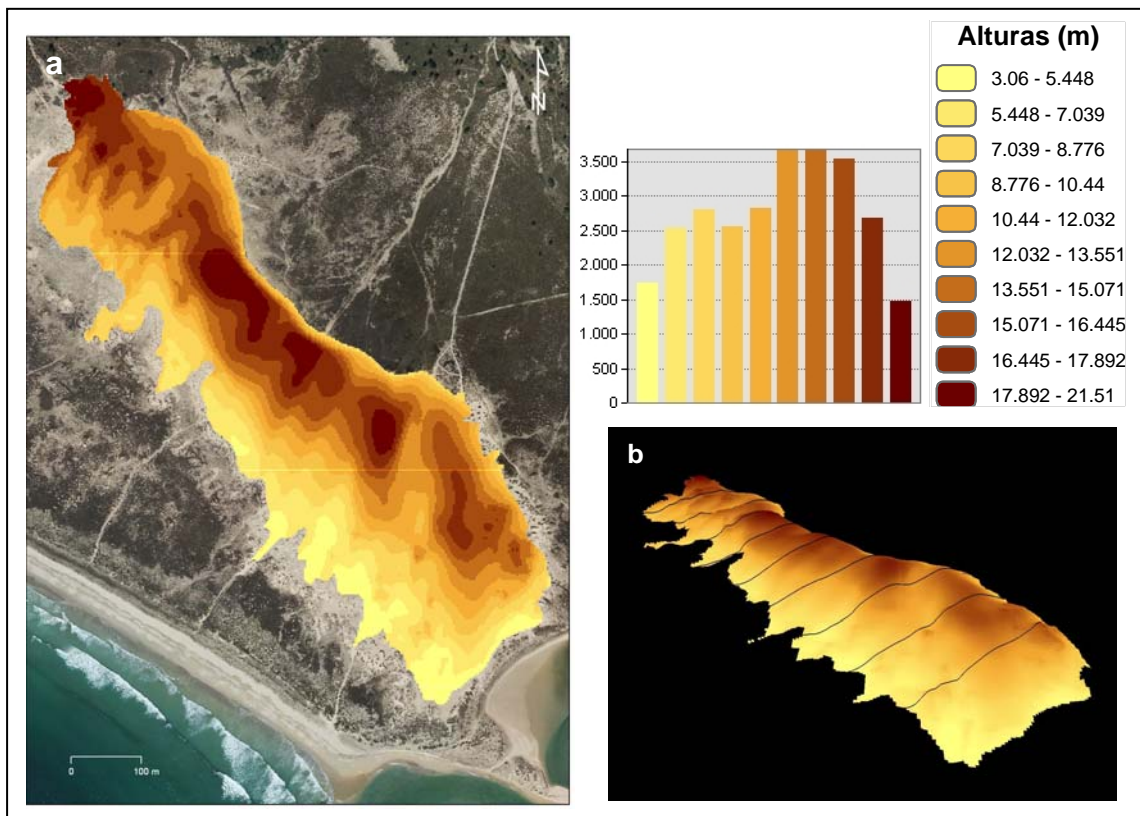 a
N
0
100 m
3.500
3.000
2.500
2.000
1.500
1.000
500
0
Alturas (m)
3.06 - 5.448
5.448 - 7.039
7.039 - 8.776
8.776 - 10.44
10.44 - 12.032
12.032 - 13.551
13.551 - 15.071
15.071 - 16.445
16.445 - 17.892
17.892 - 21.51
b